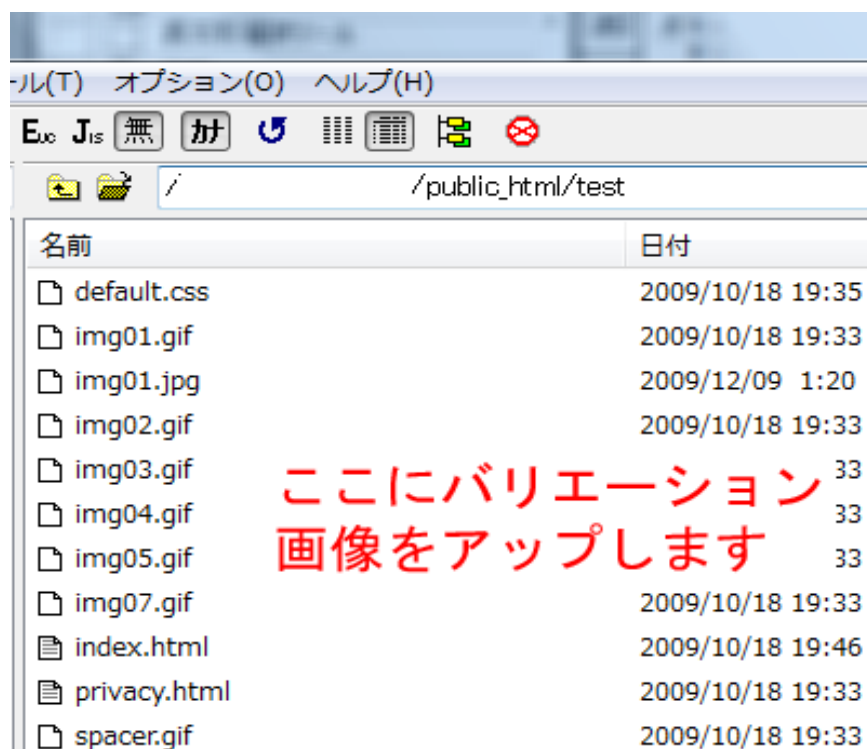 ール(T) オプション(O) ヘルプ(H)
Euc Jis 無 カナ
/ /public_html/test
名前 日付
default.css 2009/10/18 19:35
img01.gif 2009/10/18 19:33
img01.jpg 2009/12/09 1:20
img02.gif 2009/10/18 19:33
img03.gif 33
ここにバリエーション
img04.gif 33
画像をアップします
img05.gif 33
img07.gif 2009/10/18 19:33
index.html 2009/10/18 19:46
privacy.html 2009/10/18 19:33
spacer.gif 2009/10/18 19:33